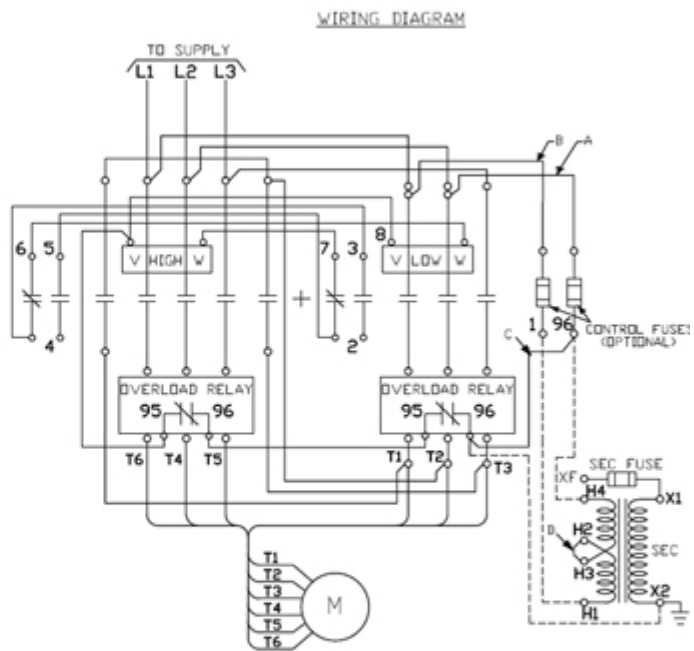 WIRING DIAGRAM
TO SUPPLY
L1 L2 L3
B A
6 5 7 3 8
V HIGH W V LOW W
4 2 1 96
CONTROL FUSES
(OPTIONAL)
C
OVERLOAD RELAY OVERLOAD RELAY
95 96 95 96
T6 T4 T5 T1 T2 T3
SEC FUSE
XF X1
H4
H2
D SEC
H3
X2
H1
T1
T2
T3
T4
T5
T6
M